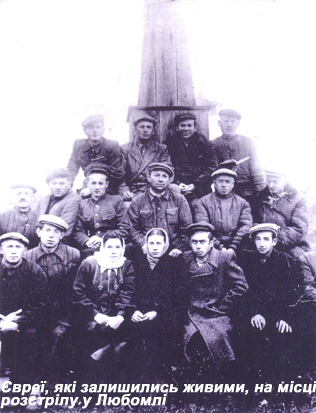 Євреї, які залишились живими, на місці
розстрілу у Любомлі